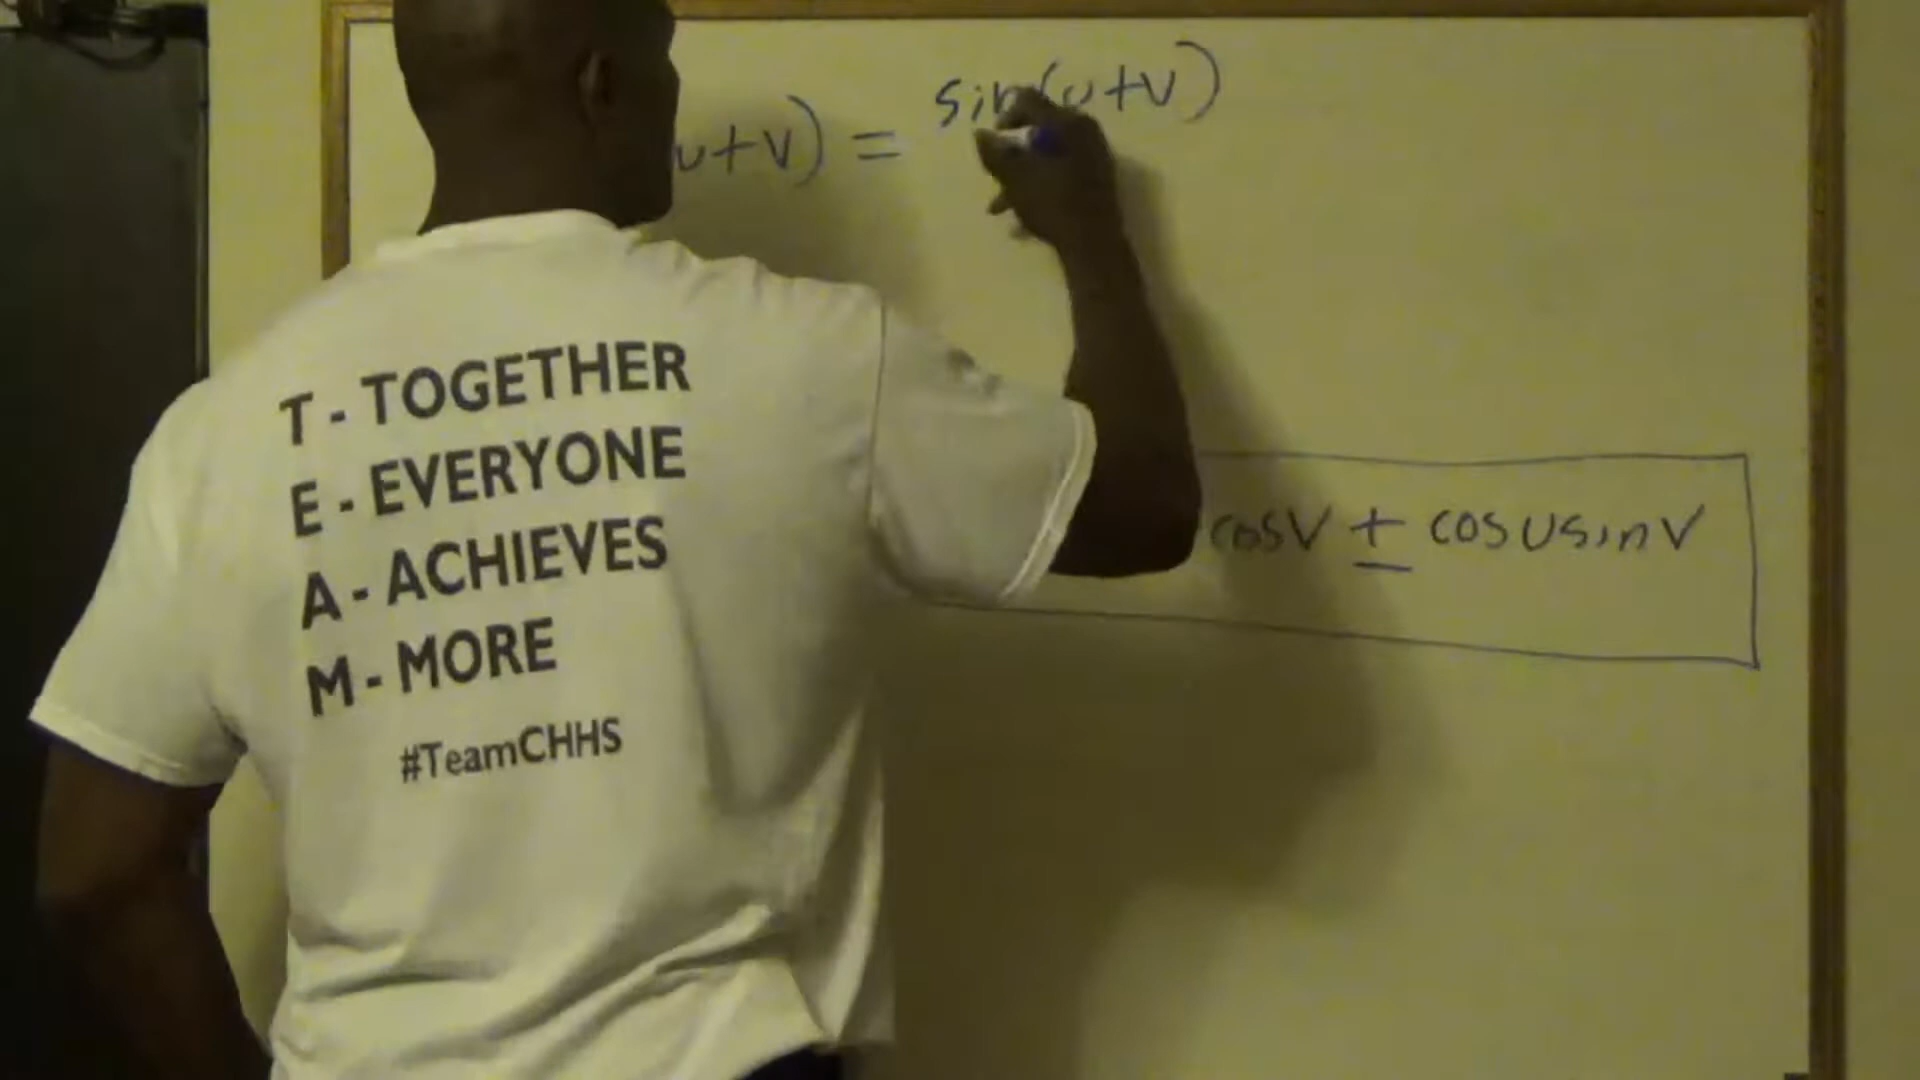 u+v) = sin(u+v)
T - TOGETHER
E - EVERYONE
A - ACHIEVES
M - MORE
#TeamCHHS
cosv ± cosusinv